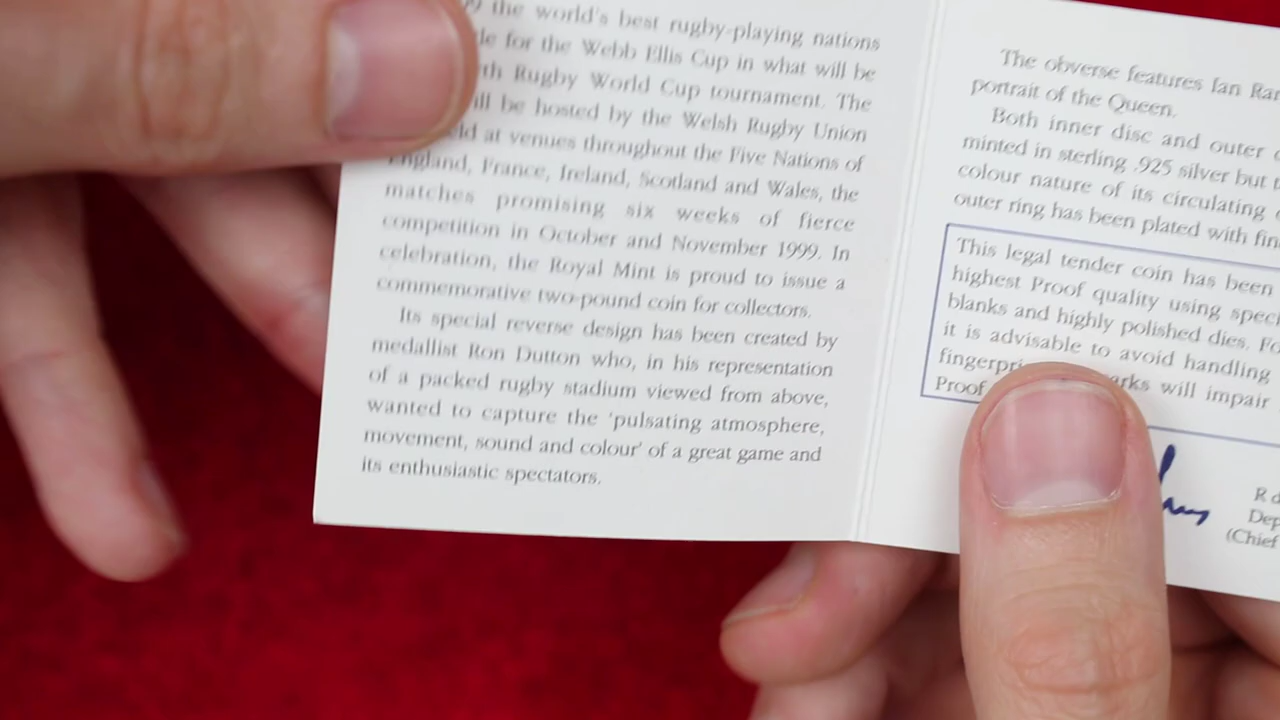 the world's best rugby-playing nations
for the Webb Ellis Cup in what will be
Rugby World Cup tournament. The
be hosted by the Welsh Rugby Union
at venues throughout the Five Nations of
England, France, Ireland, Scotland and Wales, the
matches promising six weeks of fierce
competition in October and November 1999. In
celebration, the Royal Mint is proud to issue a
commemorative two-pound coin for collectors.
Its special reverse design has been created by
medallist Ron Dutton who, in his representation
of a packed rugby stadium viewed from above,
wanted to capture the 'pulsating atmosphere,
movement, sound and colour' of a great game and
its enthusiastic spectators.
The obverse features Ian
portrait of the Queen.
Both inner disc and outer
minted in sterling .925 silver but
colour nature of its circulating
outer ring has been plated with
This legal tender coin has been
highest Proof quality using
blanks and highly polished dies.
it is advisable to avoid handling
will impair
Proof
(Chief